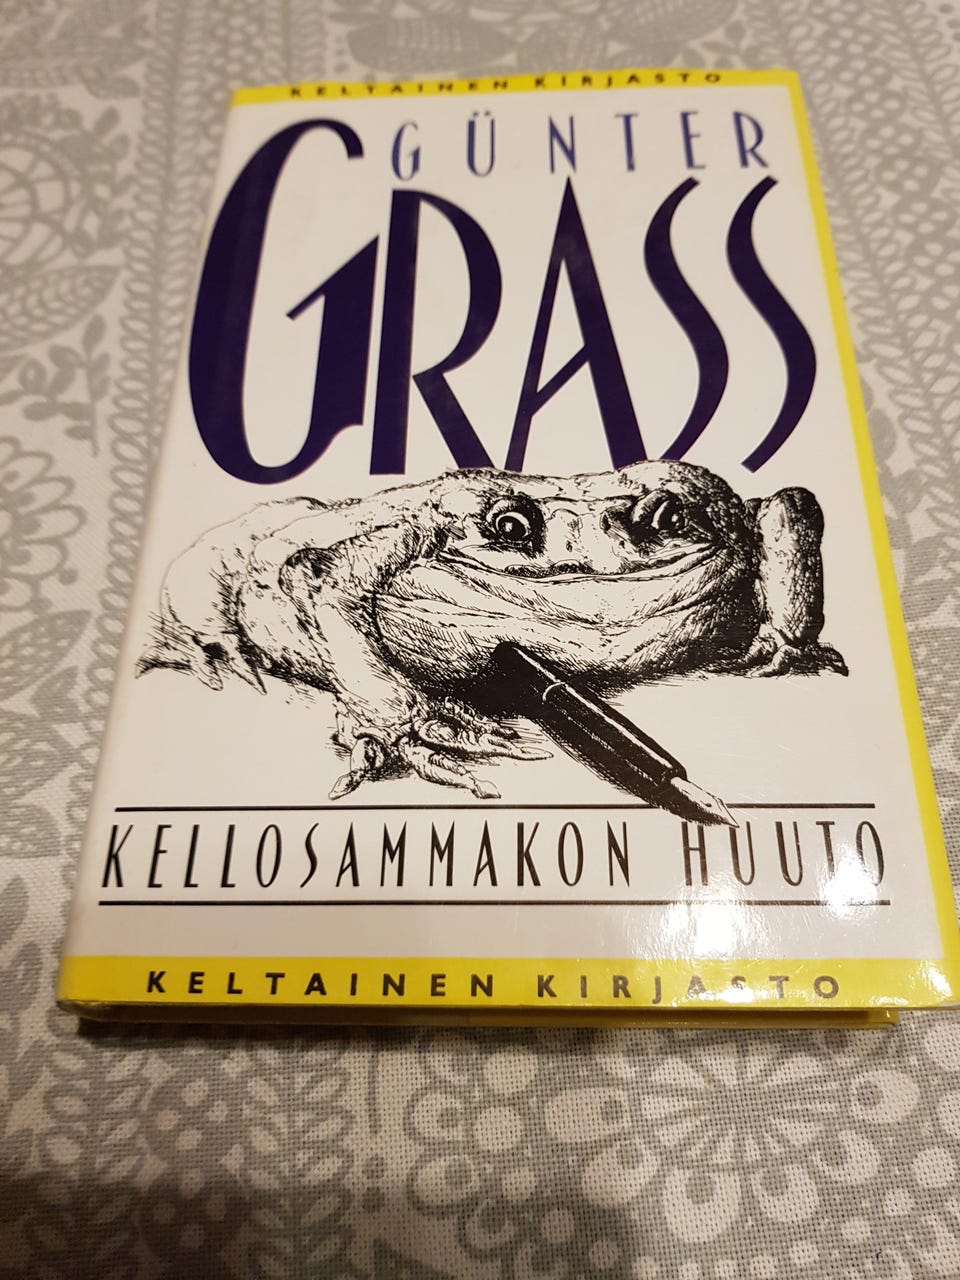 KELTAINEN KIRJASTO
GÜNTER
GRASS
KELLOSAMMAKON HUUTO
KELTAINEN KIRJASTO